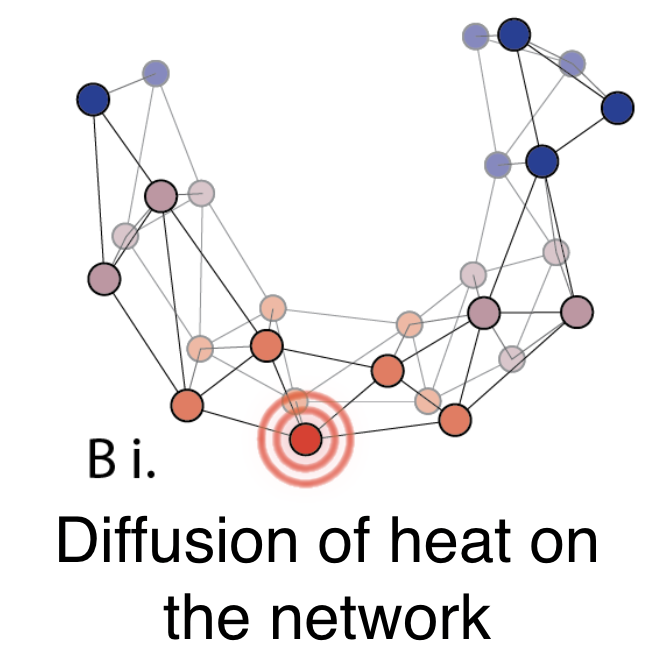 B i.
Diffusion of heat on
the network